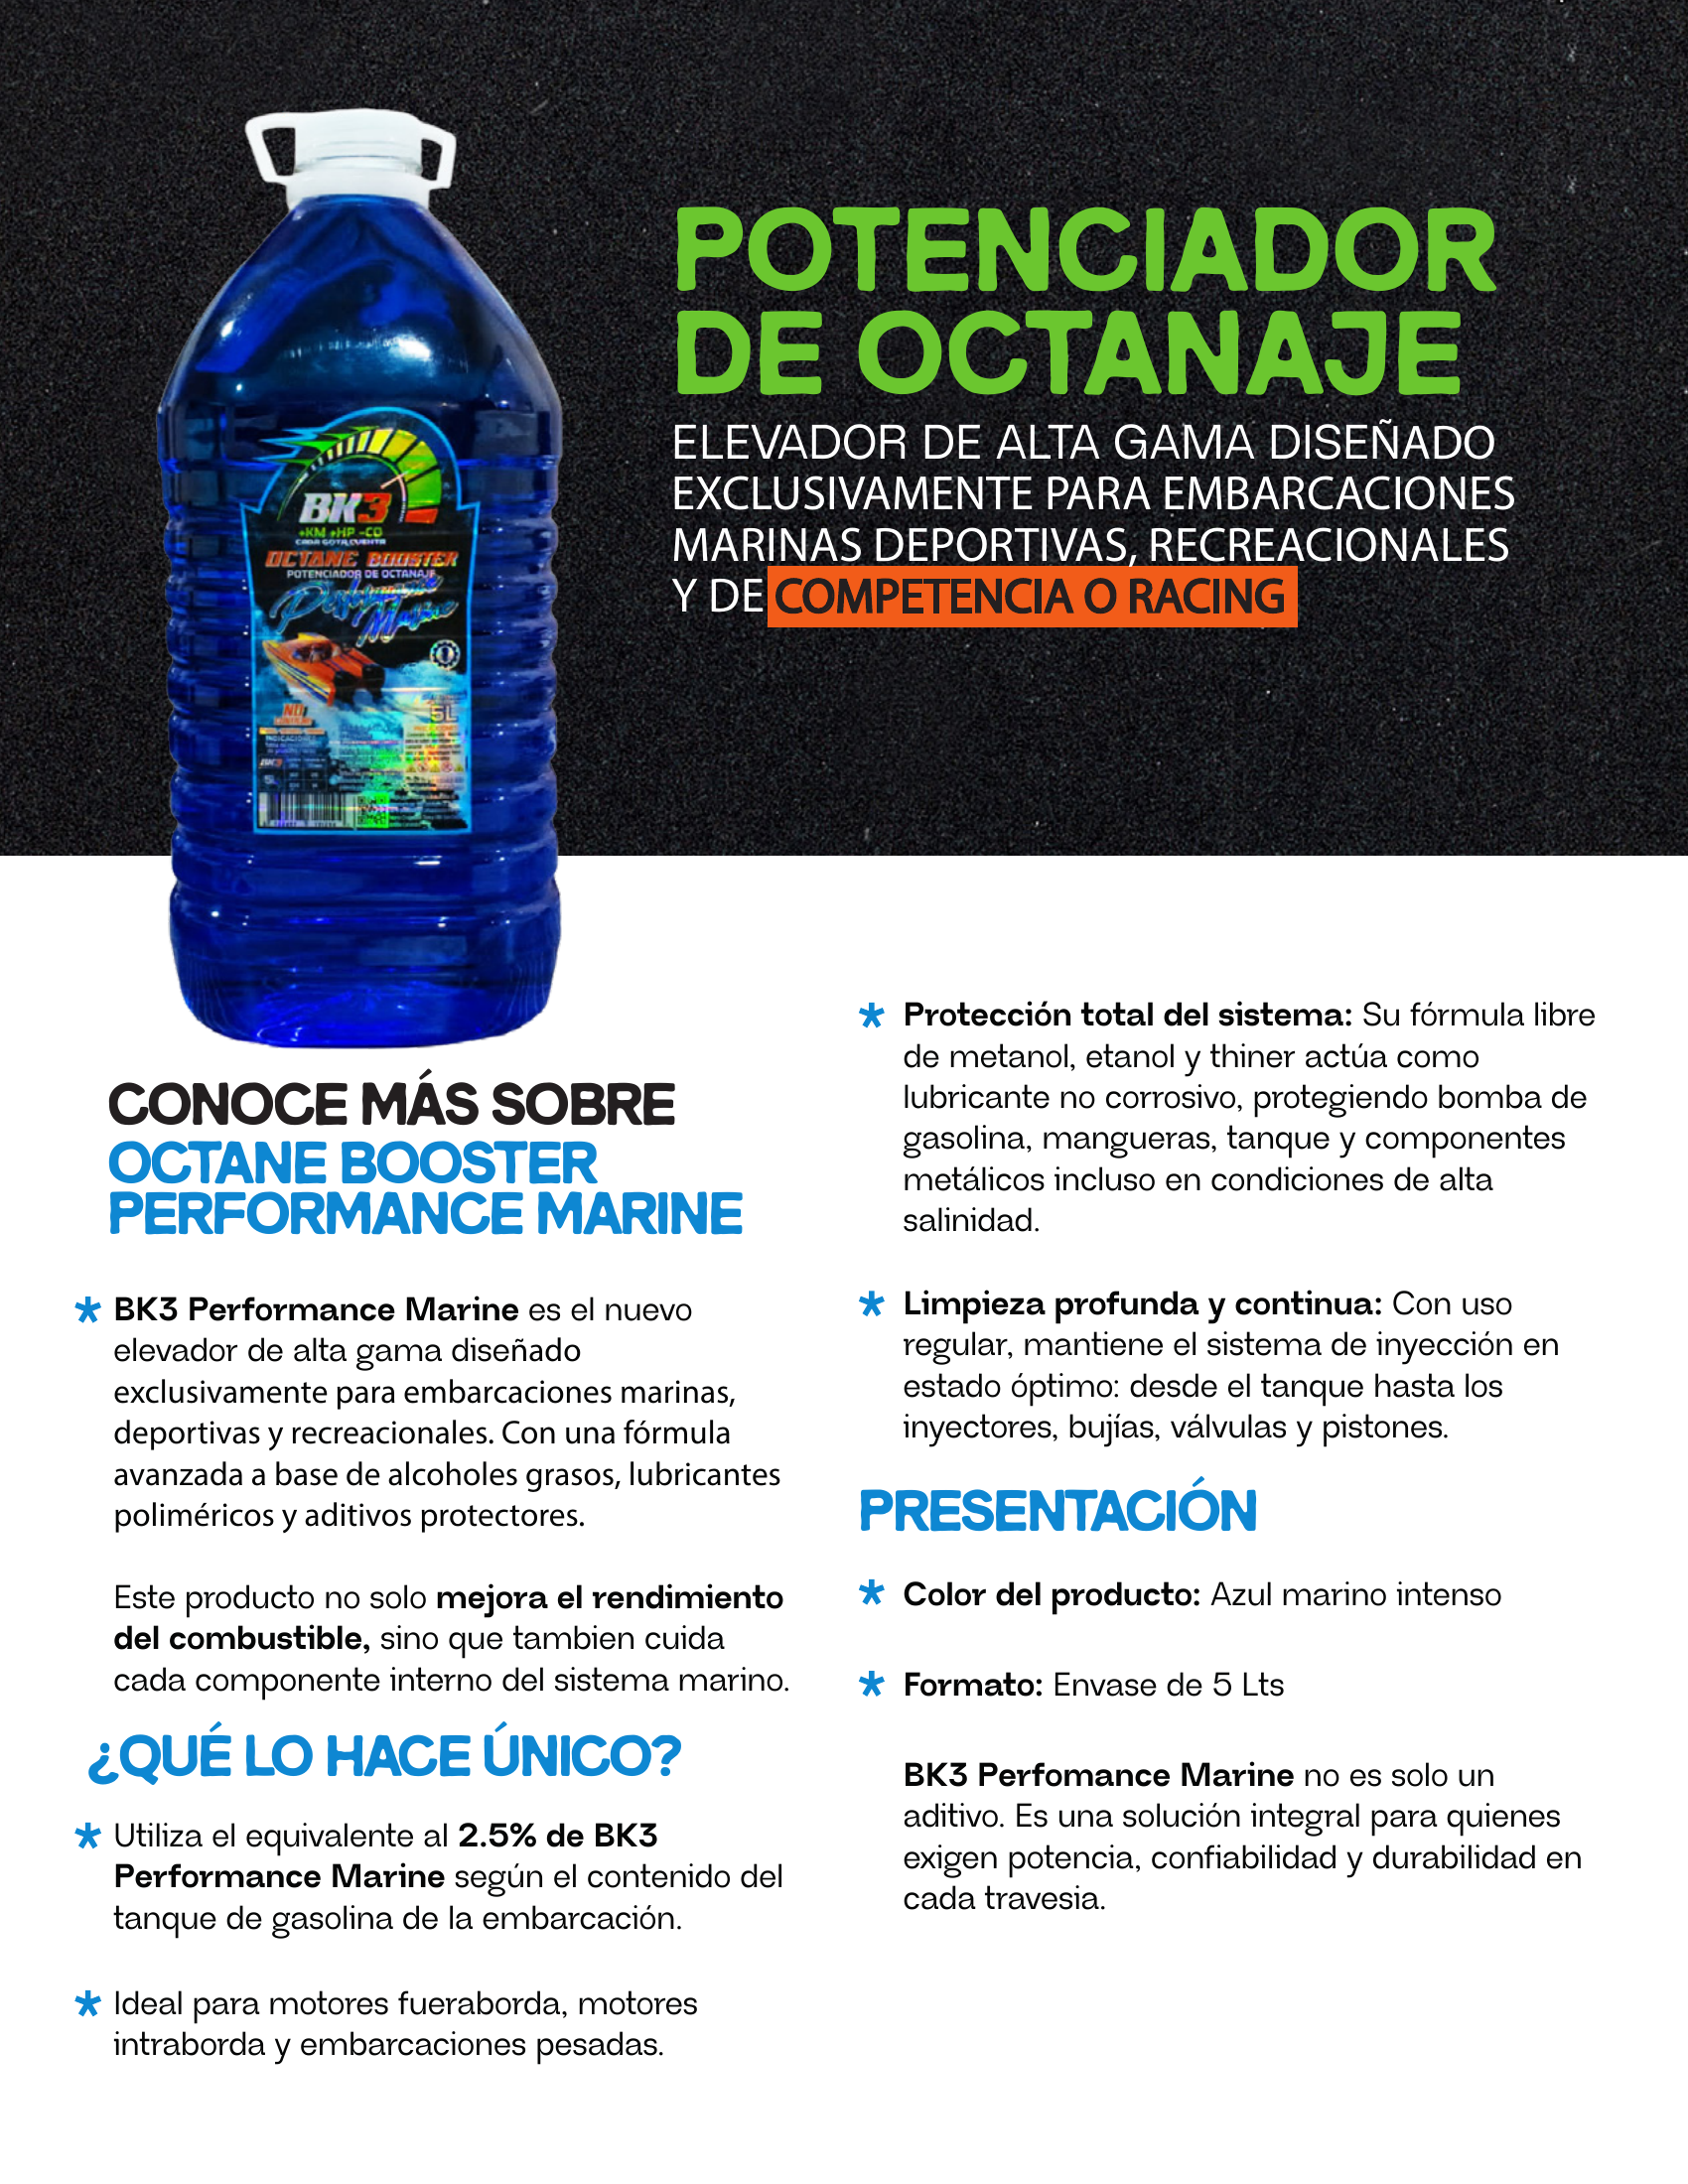 POTENCIADOR
DE OCTANAJE
ELEVADOR DE ALTA GAMA DISEÑADO
EXCLUSIVAMENTE PARA EMBARCACIONES
MARINAS DEPORTIVAS, RECREACIONALES
Y DE COMPETENCIA O RACING
BK3
+KM +HP -CO
CADA GOTA CUENTA
OCTANE BOOSTER
POTENCIADOR DE OCTANAJE
Performance
Marine
5L
CONOCE MÁS SOBRE
OCTANE BOOSTER
PERFORMANCE MARINE
* BK3 Performance Marine es el nuevo
elevador de alta gama diseñado
exclusivamente para embarcaciones marinas,
deportivas y recreacionales. Con una fórmula
avanzada a base de alcoholes grasos, lubricantes
poliméricos y aditivos protectores.
Este producto no solo mejora el rendimiento
del combustible, sino que tambien cuida
cada componente interno del sistema marino.
¿QUÉ LO HACE ÚNICO?
* Utiliza el equivalente al 2.5% de BK3
Performance Marine según el contenido del
tanque de gasolina de la embarcación.
* Ideal para motores fueraborda, motores
intraborda y embarcaciones pesadas.
* Protección total del sistema: Su fórmula libre
de metanol, etanol y thiner actúa como
lubricante no corrosivo, protegiendo bomba de
gasolina, mangueras, tanque y componentes
metálicos incluso en condiciones de alta
salinidad.
* Limpieza profunda y continua: Con uso
regular, mantiene el sistema de inyección en
estado óptimo: desde el tanque hasta los
inyectores, bujías, válvulas y pistones.
PRESENTACIÓN
* Color del producto: Azul marino intenso
* Formato: Envase de 5 Lts
BK3 Perfomance Marine no es solo un
aditivo. Es una solución integral para quienes
exigen potencia, confiabilidad y durabilidad en
cada travesia.